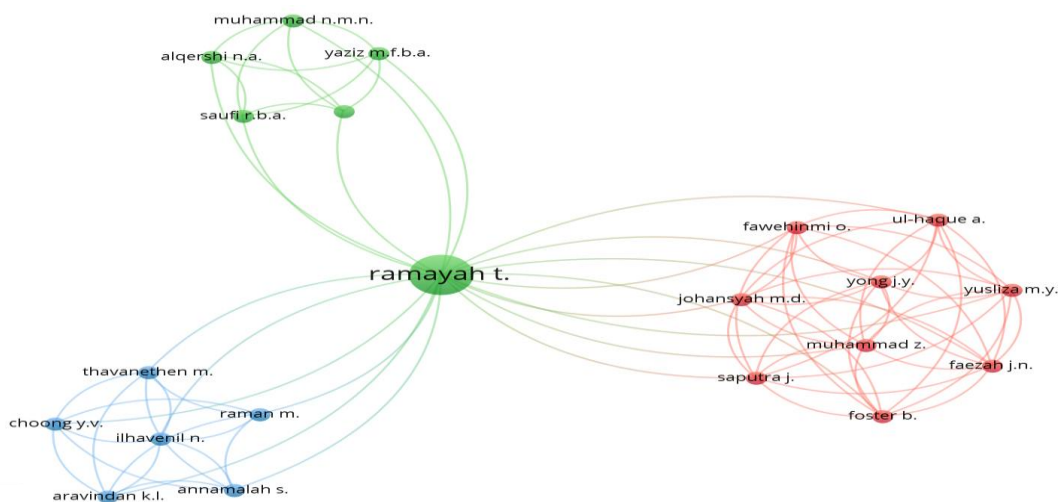 muhammad n.m.n.
yaziz m.f.b.a.
alqershi n.a.
saufi r.b.a.
ramayah t.
ul-haque a.
fawehinmi o.
yong j.y.
yusliza m.y.
johansyah m.d.
muhammad z.
faezah j.n.
saputra j.
foster b.
thavanethen m.
raman m.
choong y.v.
ilhavenil n.
annamalah s.
aravindan k.l.